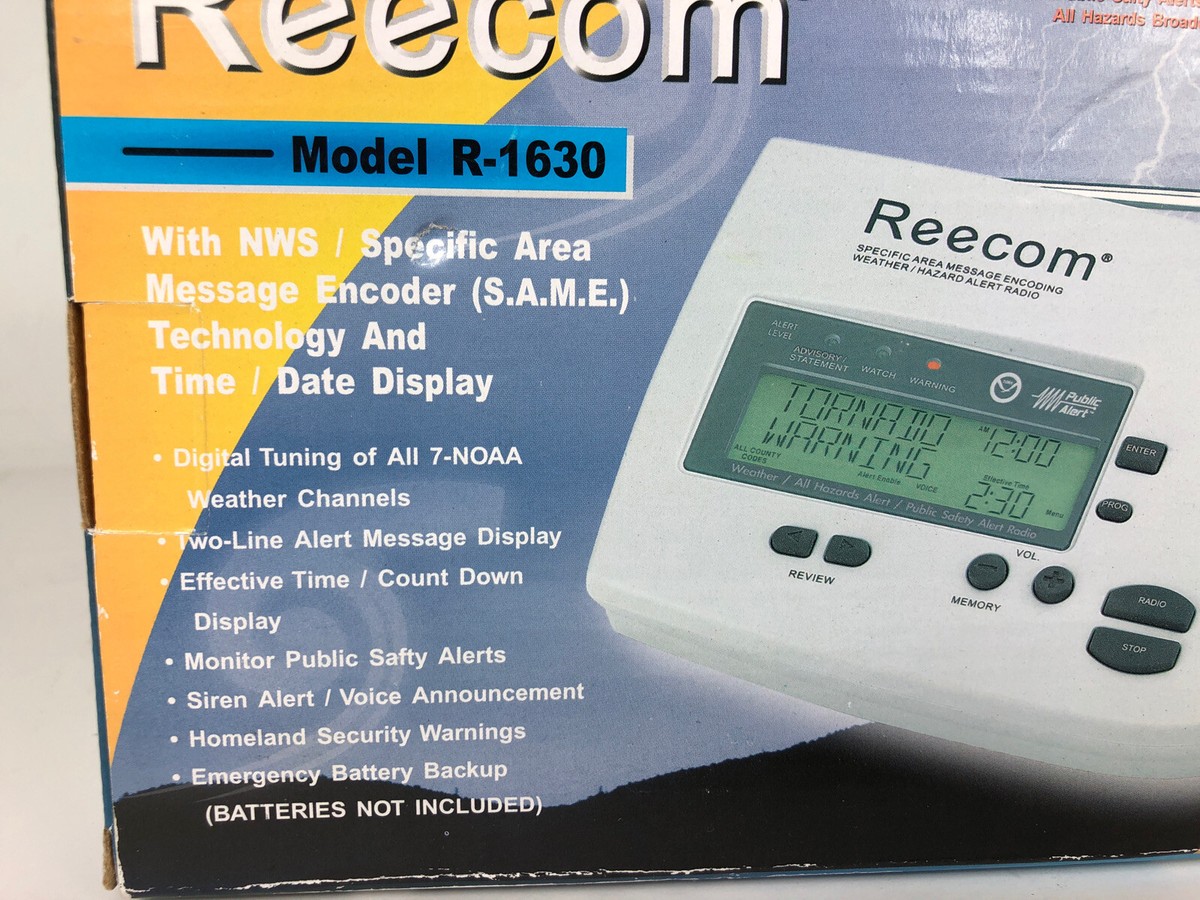 Reecom
Safty Alerts
All Hazards Broad
Model R-1630
With NWS / Specific Area
Message Encoder (S.A.M.E.)
Technology And
Time / Date Display
• Digital Tuning of All 7-NOAA
Weather Channels
• Two-Line Alert Message Display
• Effective Time / Count Down
Display
• Monitor Public Safty Alerts
• Siren Alert / Voice Announcement
• Homeland Security Warnings
• Emergency Battery Backup
(BATTERIES NOT INCLUDED)
Reecom®
SPECIFIC AREA MESSAGE ENCODING
WEATHER / HAZARD ALERT RADIO
ALERT
LEVEL
ADVISORY/
STATEMENT
WATCH
WARNING
Public
Alert™
TORNADO
WARNING
AM 12:00
ALL COUNTY
CODES
Alert Enable
VOICE
Effective Time
2:30
Menu
Weather / All Hazards Alert / Public Safety Alert Radio
ENTER
PROG
REVIEW
VOL.
MEMORY
RADIO
STOP